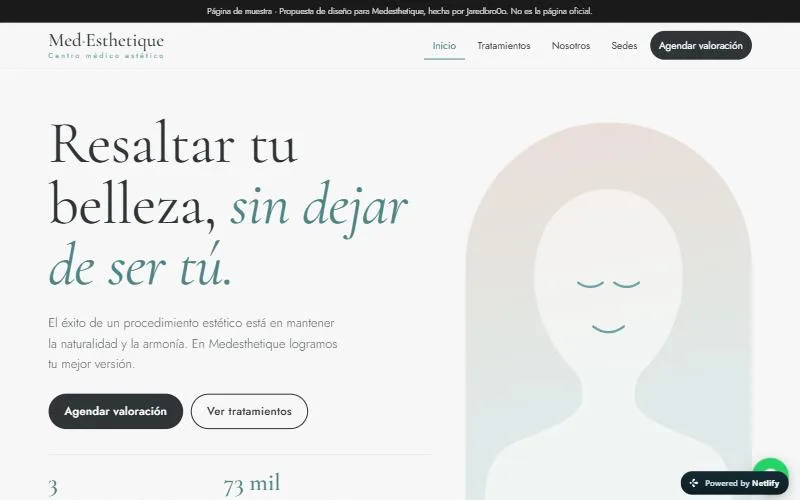 Página de muestra · Propuesta de diseño para Medesthetique, hecha por Jaredbro0o. No es la página oficial.
Med·Esthetique
Centro médico estético
Inicio
Tratamientos
Nosotros
Sedes
Agendar valoración
Resaltar tu
belleza, sin dejar
de ser tú.
El éxito de un procedimiento estético está en mantener
la naturalidad y la armonía. En Medesthetique logramos
tu mejor versión.
Agendar valoración
Ver tratamientos
3
73 mil
Powered by Netlify